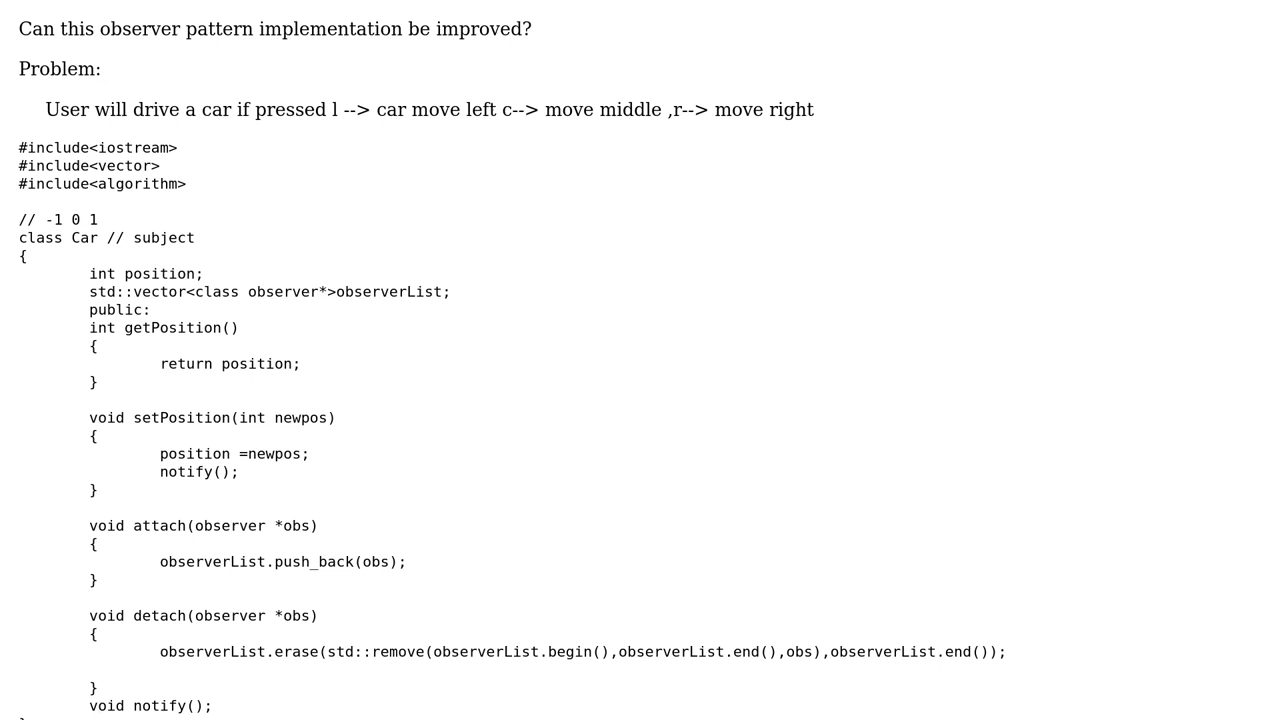 Can this observer pattern implementation be improved?
Problem:
User will drive a car if pressed l --> car move left c--> move middle ,r--> move right
#include<iostream>
#include<vector>
#include<algorithm>
// -1 0 1
class Car // subject
{
int position;
std::vector<class observer*>observerList;
public:
int getPosition()
{
return position;
}
void setPosition(int newpos)
{
position =newpos;
notify();
}
void attach(observer *obs)
{
observerList.push_back(obs);
}
void detach(observer *obs)
{
observerList.erase(std::remove(observerList.begin(),observerList.end(),obs),observerList.end());
}
void notify();